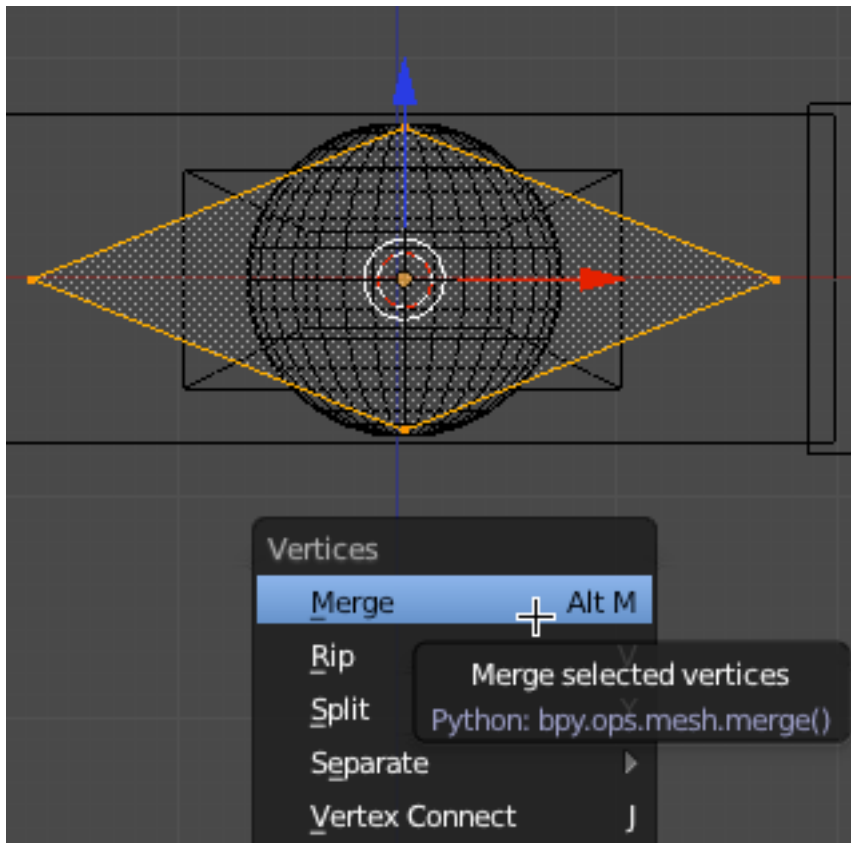 Vertices
Merge Alt M
Rip V
Split
Merge selected vertices
Python: bpy.ops.mesh.merge()
Separate
Vertex Connect J